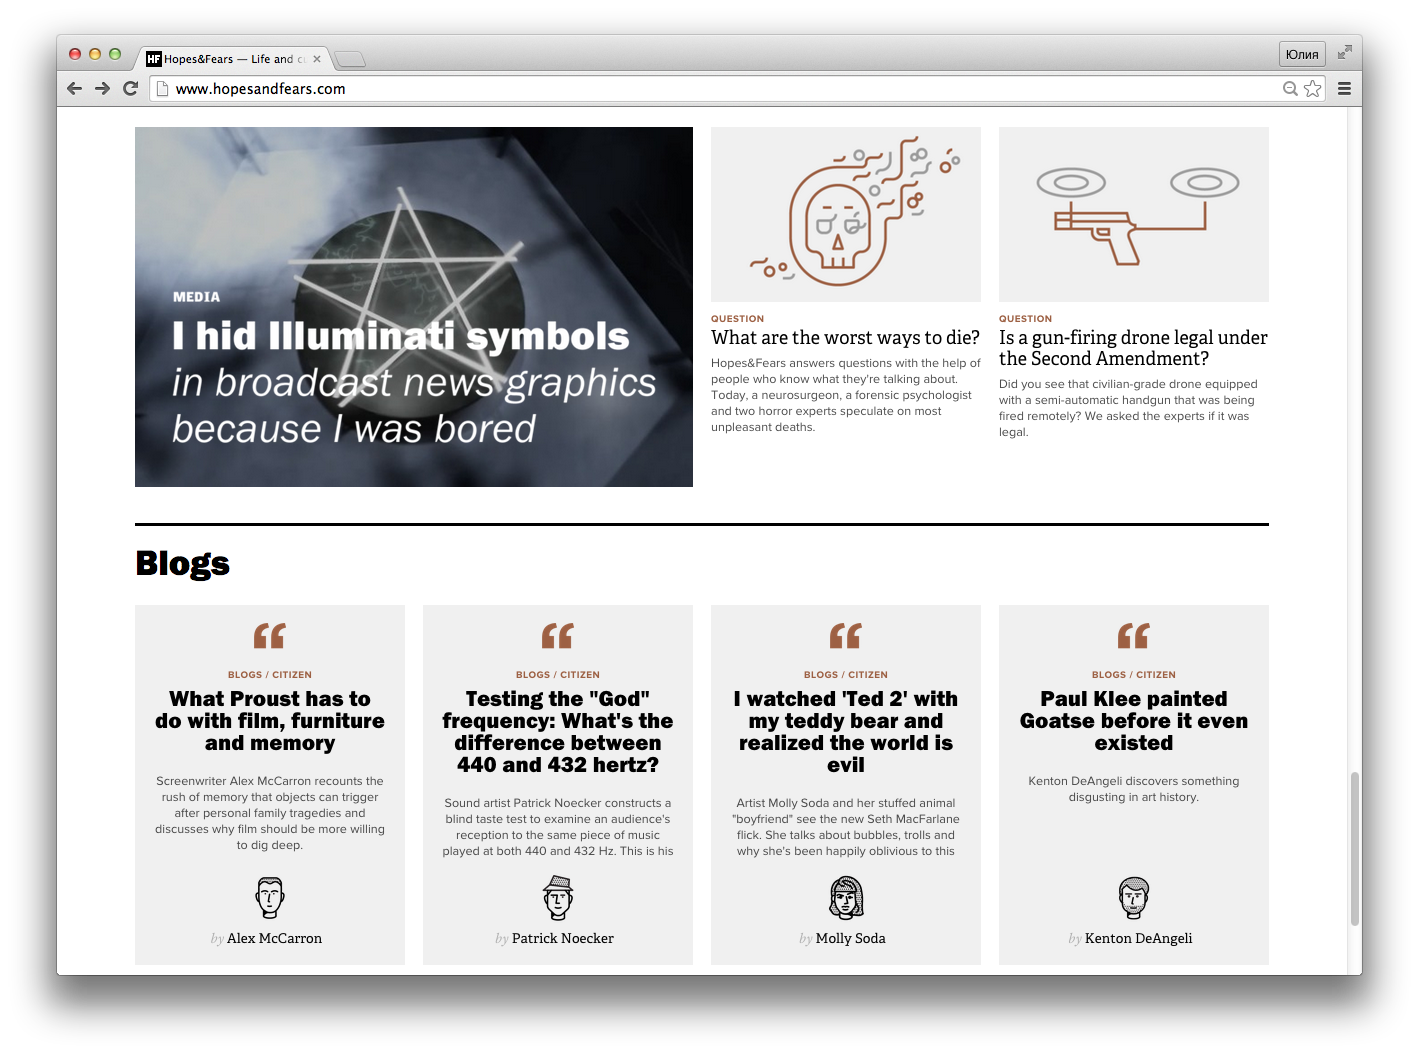 HF Hopes&Fears — Life and c
Юлия
www.hopesandfears.com
MEDIA
I hid Illuminati symbols
in broadcast news graphics
because I was bored
QUESTION
What are the worst ways to die?
Hopes&Fears answers questions with the help of
people who know what they're talking about.
Today, a neurosurgeon, a forensic psychologist
and two horror experts speculate on most
unpleasant deaths.
QUESTION
Is a gun-firing drone legal under
the Second Amendment?
Did you see that civilian-grade drone equipped
with a semi-automatic handgun that was being
fired remotely? We asked the experts if it was
legal.
Blogs
BLOGS / CITIZEN
What Proust has to
do with film, furniture
and memory
Screenwriter Alex McCarron recounts the
rush of memory that objects can trigger
after personal family tragedies and
discusses why film should be more willing
to dig deep.
by Alex McCarron
BLOGS / CITIZEN
Testing the "God"
frequency: What's the
difference between
440 and 432 hertz?
Sound artist Patrick Noecker constructs a
blind taste test to examine an audience's
reception to the same piece of music
played at both 440 and 432 Hz. This is his
by Patrick Noecker
BLOGS / CITIZEN
I watched 'Ted 2' with
my teddy bear and
realized the world is
evil
Artist Molly Soda and her stuffed animal
"boyfriend" see the new Seth MacFarlane
flick. She talks about bubbles, trolls and
why she's been happily oblivious to this
by Molly Soda
BLOGS / CITIZEN
Paul Klee painted
Goatse before it even
existed
Kenton DeAngeli discovers something
disgusting in art history.
by Kenton DeAngeli